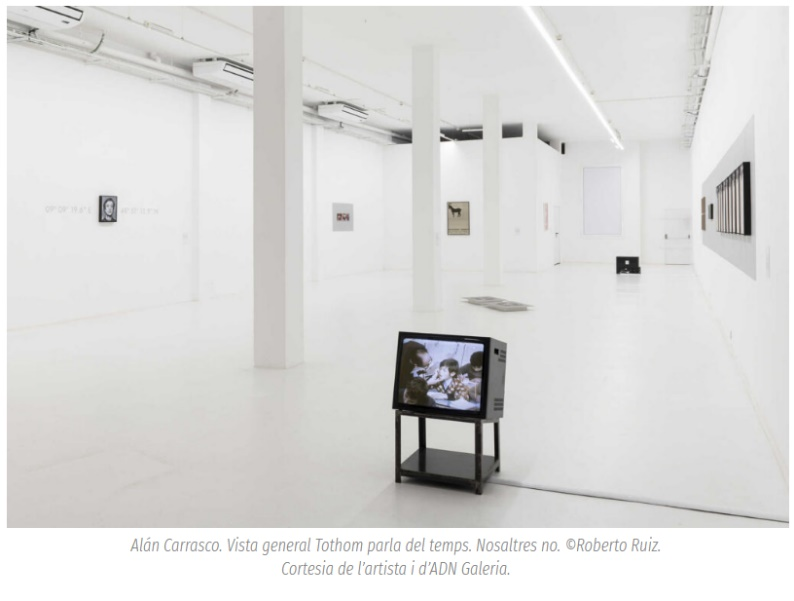 Alán Carrasco. Vista general Tothom parla del temps. Nosaltres no. ©Roberto Ruiz.
Cortesia de l'artista i d'ADN Galeria.